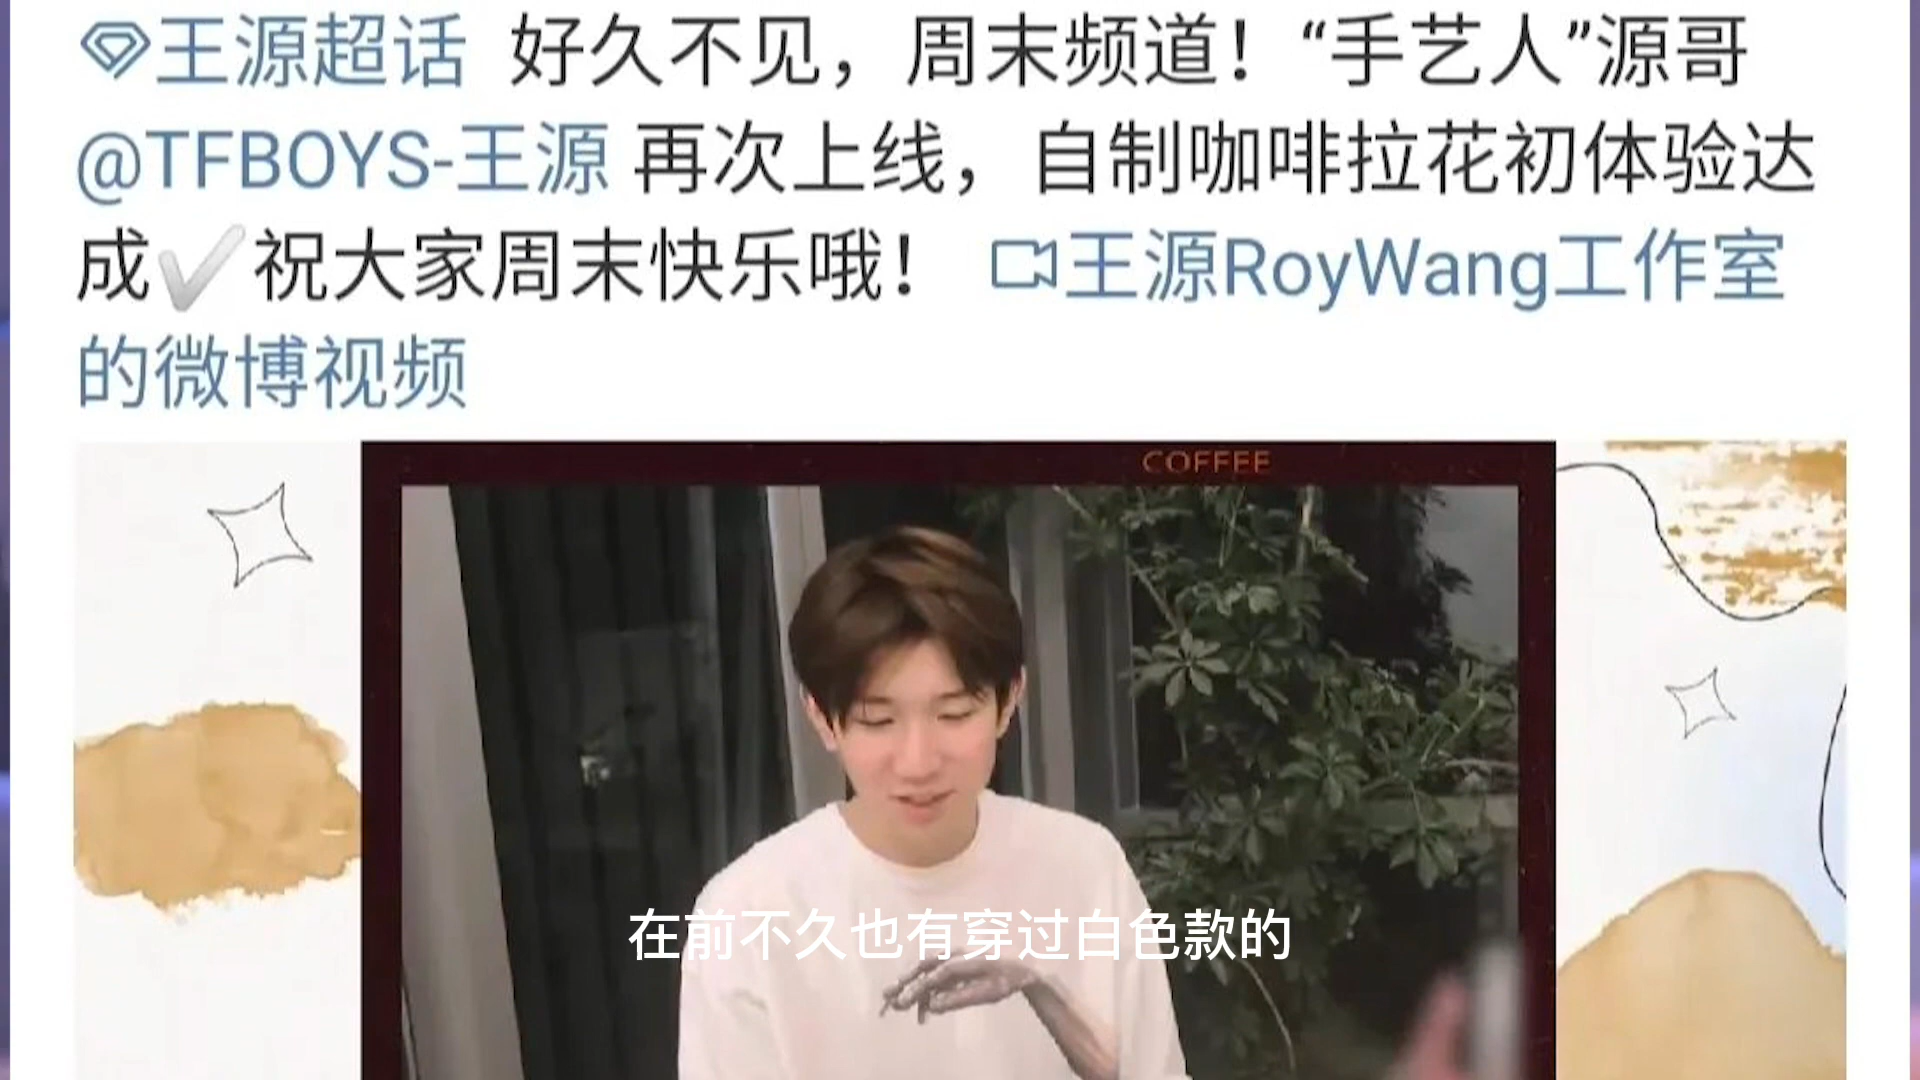 王源超话 好久不见，周末频道！“手艺人”源哥
@TFBOYS-王源 再次上线，自制咖啡拉花初体验达
成✔祝大家周末快乐哦！ 王源RoyWang工作室
的微博视频
COFFEE
在前不久也有穿过白色款的